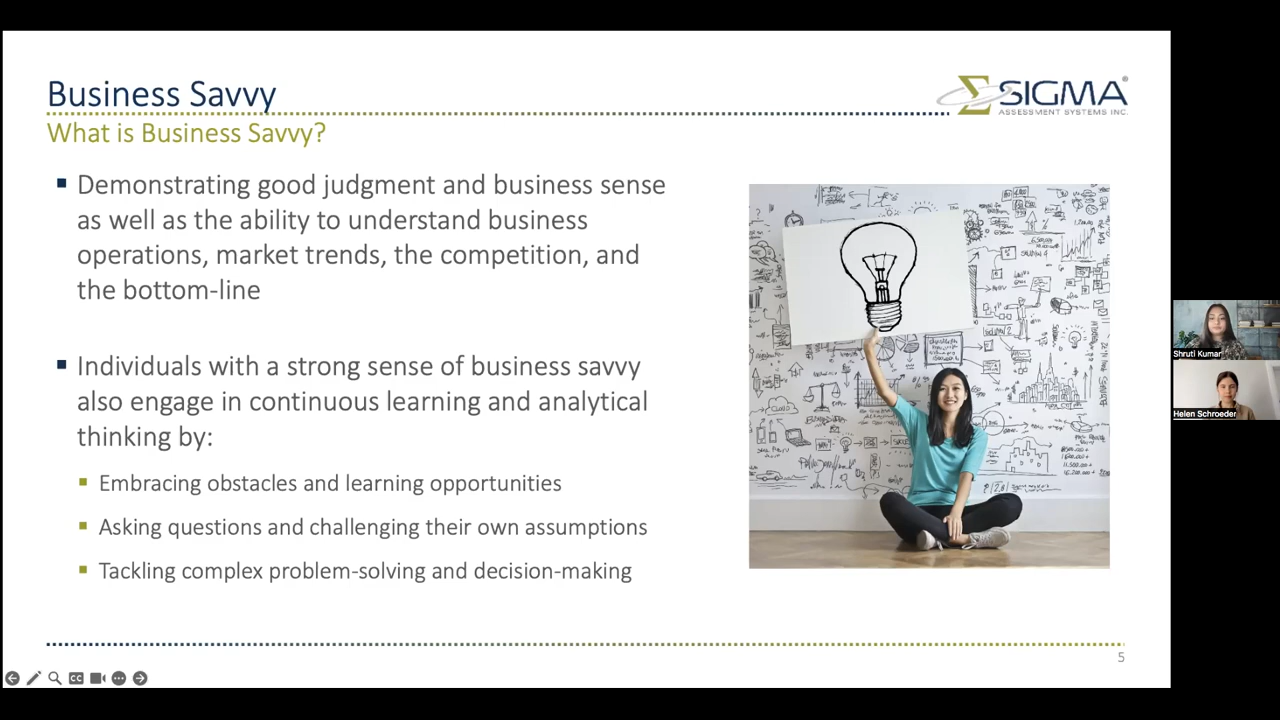 Business Savvy
SIGMA®
ASSESSMENT SYSTEMS INC.
What is Business Savvy?
Demonstrating good judgment and business sense
as well as the ability to understand business
operations, market trends, the competition, and
the bottom-line
Individuals with a strong sense of business savvy
also engage in continuous learning and analytical
thinking by:
Embracing obstacles and learning opportunities
Asking questions and challenging their own assumptions
Tackling complex problem-solving and decision-making
CLOUD
Shruti Kumar
Helen Schroeder
5
CC